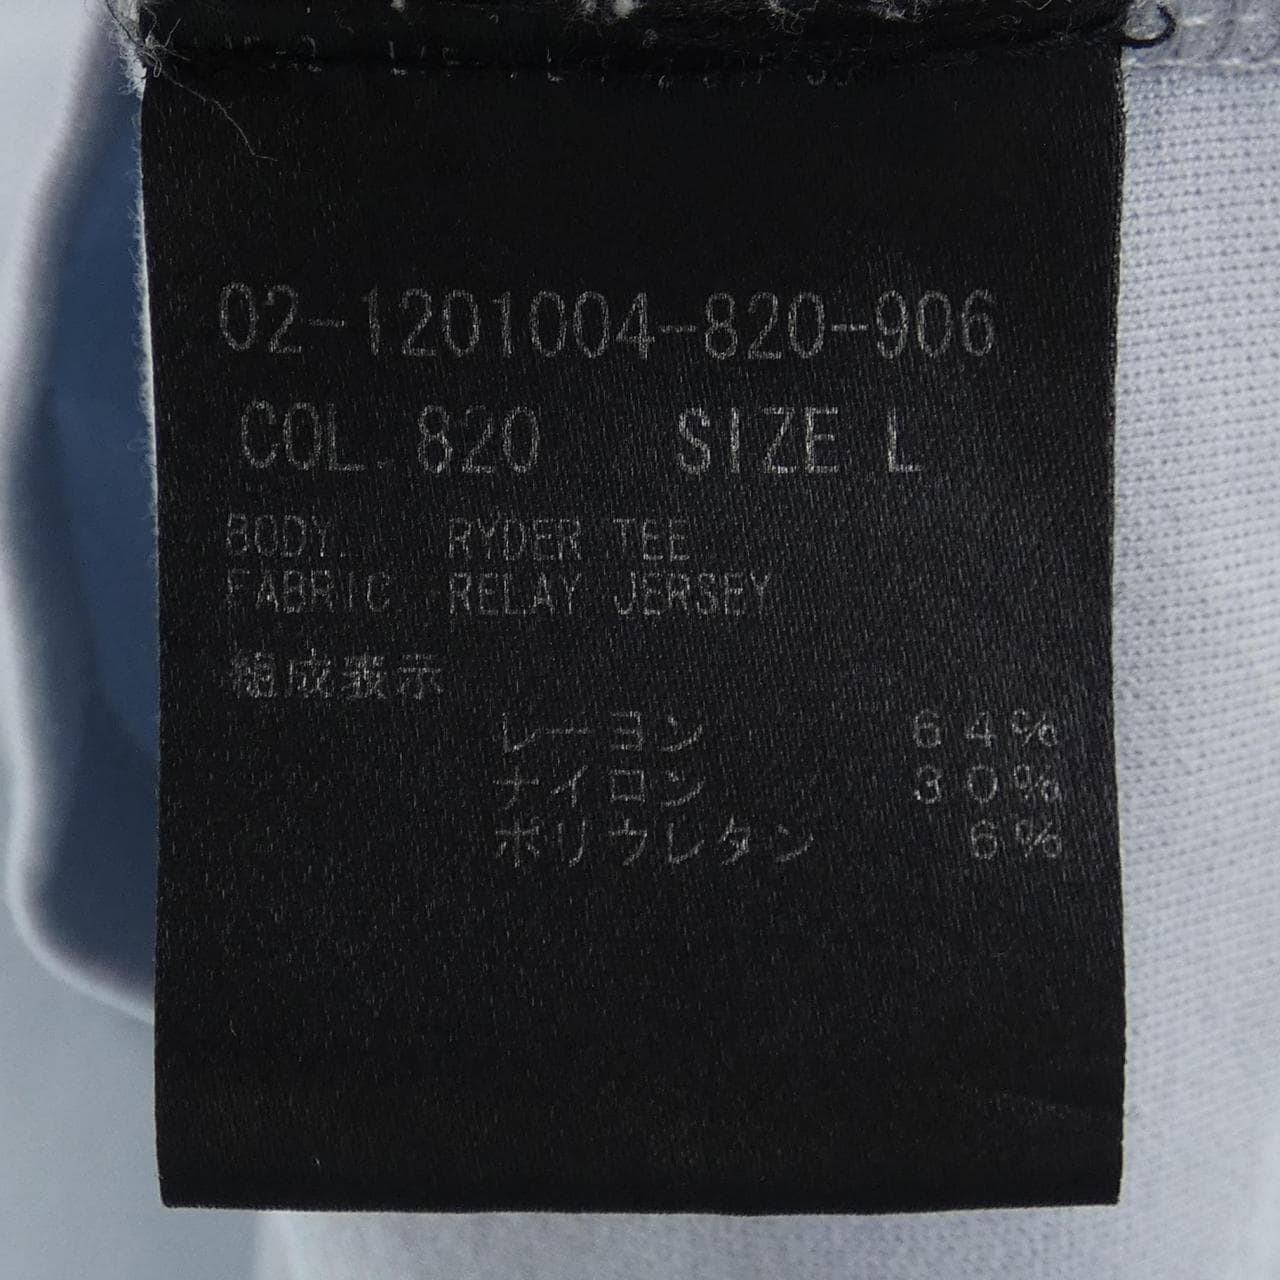 02-1201004-820-906
COL. 820 SIZE L
BODY. RYDER TEE
FABRIC. RELAY JERSEY
組成表示
レーヨン 64%
ナイロン 30%
ポリウレタン 6%